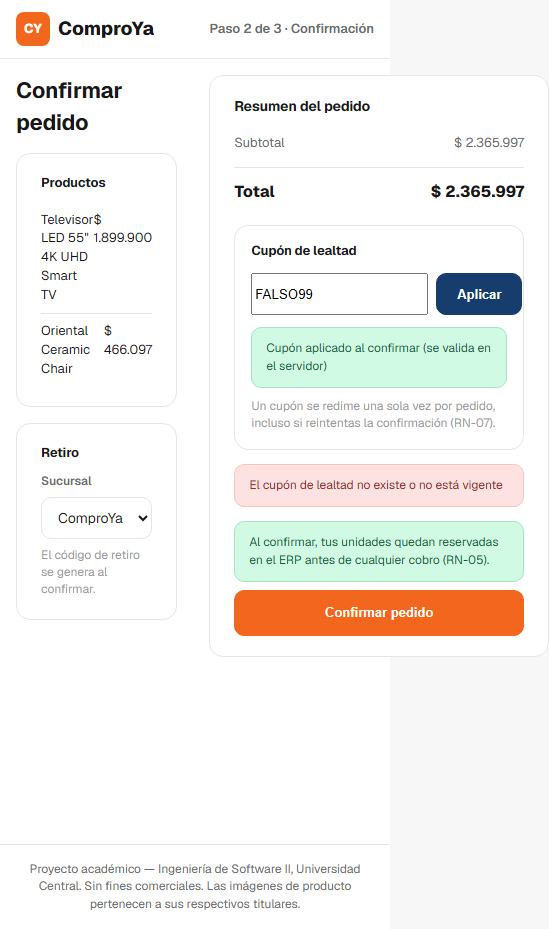 CY ComproYa
Paso 2 de 3 · Confirmación
Confirmar
pedido
Productos
Televisor$
LED 55" 1.899.900
4K UHD
Smart
TV
Oriental $
Ceramic 466.097
Chair
Retiro
Sucursal
ComproYa
El código de retiro
se genera al
confirmar.
Resumen del pedido
Subtotal $ 2.365.997
Total $ 2.365.997
Cupón de lealtad
FALSO99 Aplicar
Cupón aplicado al confirmar (se valida en
el servidor)
Un cupón se redime una sola vez por pedido,
incluso si reintentas la confirmación (RN-07).
El cupón de lealtad no existe o no está vigente
Al confirmar, tus unidades quedan reservadas
en el ERP antes de cualquier cobro (RN-05).
Confirmar pedido
Proyecto académico — Ingeniería de Software II, Universidad
Central. Sin fines comerciales. Las imágenes de producto
pertenecen a sus respectivos titulares.